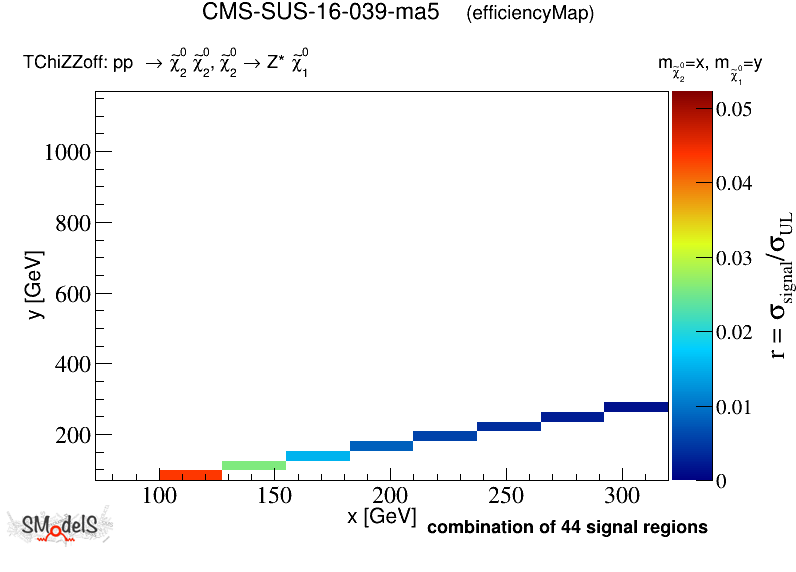 CMS-SUS-16-039-ma5 (efficiencyMap)
TChiZZoff: pp → χ̃⁰₂ χ̃⁰₂, χ̃⁰₂ → Z* χ̃⁰₁
m_χ̃⁰₂=x, m_χ̃⁰₁=y
1000
800
600
400
200
y [GeV]
100 150 200 250 300
x [GeV]
0.05
0.04
0.03
0.02
0.01
0
r = σ_signal/σ_UL
SModelS
combination of 44 signal regions